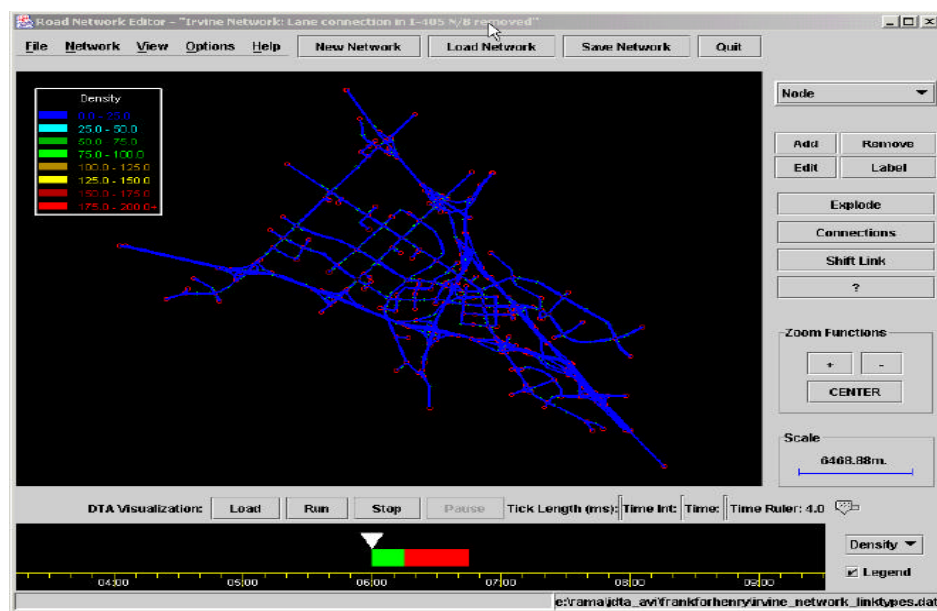 Road Network Editor - "Irvine Network: Lane connection in I-405 N/B removed"
File Network View Options Help New Network Load Network Save Network Quit
Density
0.0 - 25.0
25.0 - 50.0
50.0 - 75.0
75.0 - 100.0
100.0 - 125.0
125.0 - 150.0
150.0 - 175.0
175.0 - 200.0+
Node
Add Remove
Edit Label
Explode
Connections
Shift Link
?
Zoom Functions
+ -
CENTER
Scale
6468.88m.
DTA Visualization: Load Run Stop Pause Tick Length (ms): Time Int: Time: Time Ruler: 4.0
Density
Legend
04:00 05:00 06:00 07:00 08:00 09:00
e:\rama\jdta_avi\frankforhenry\irvine_network_linktypes.dat